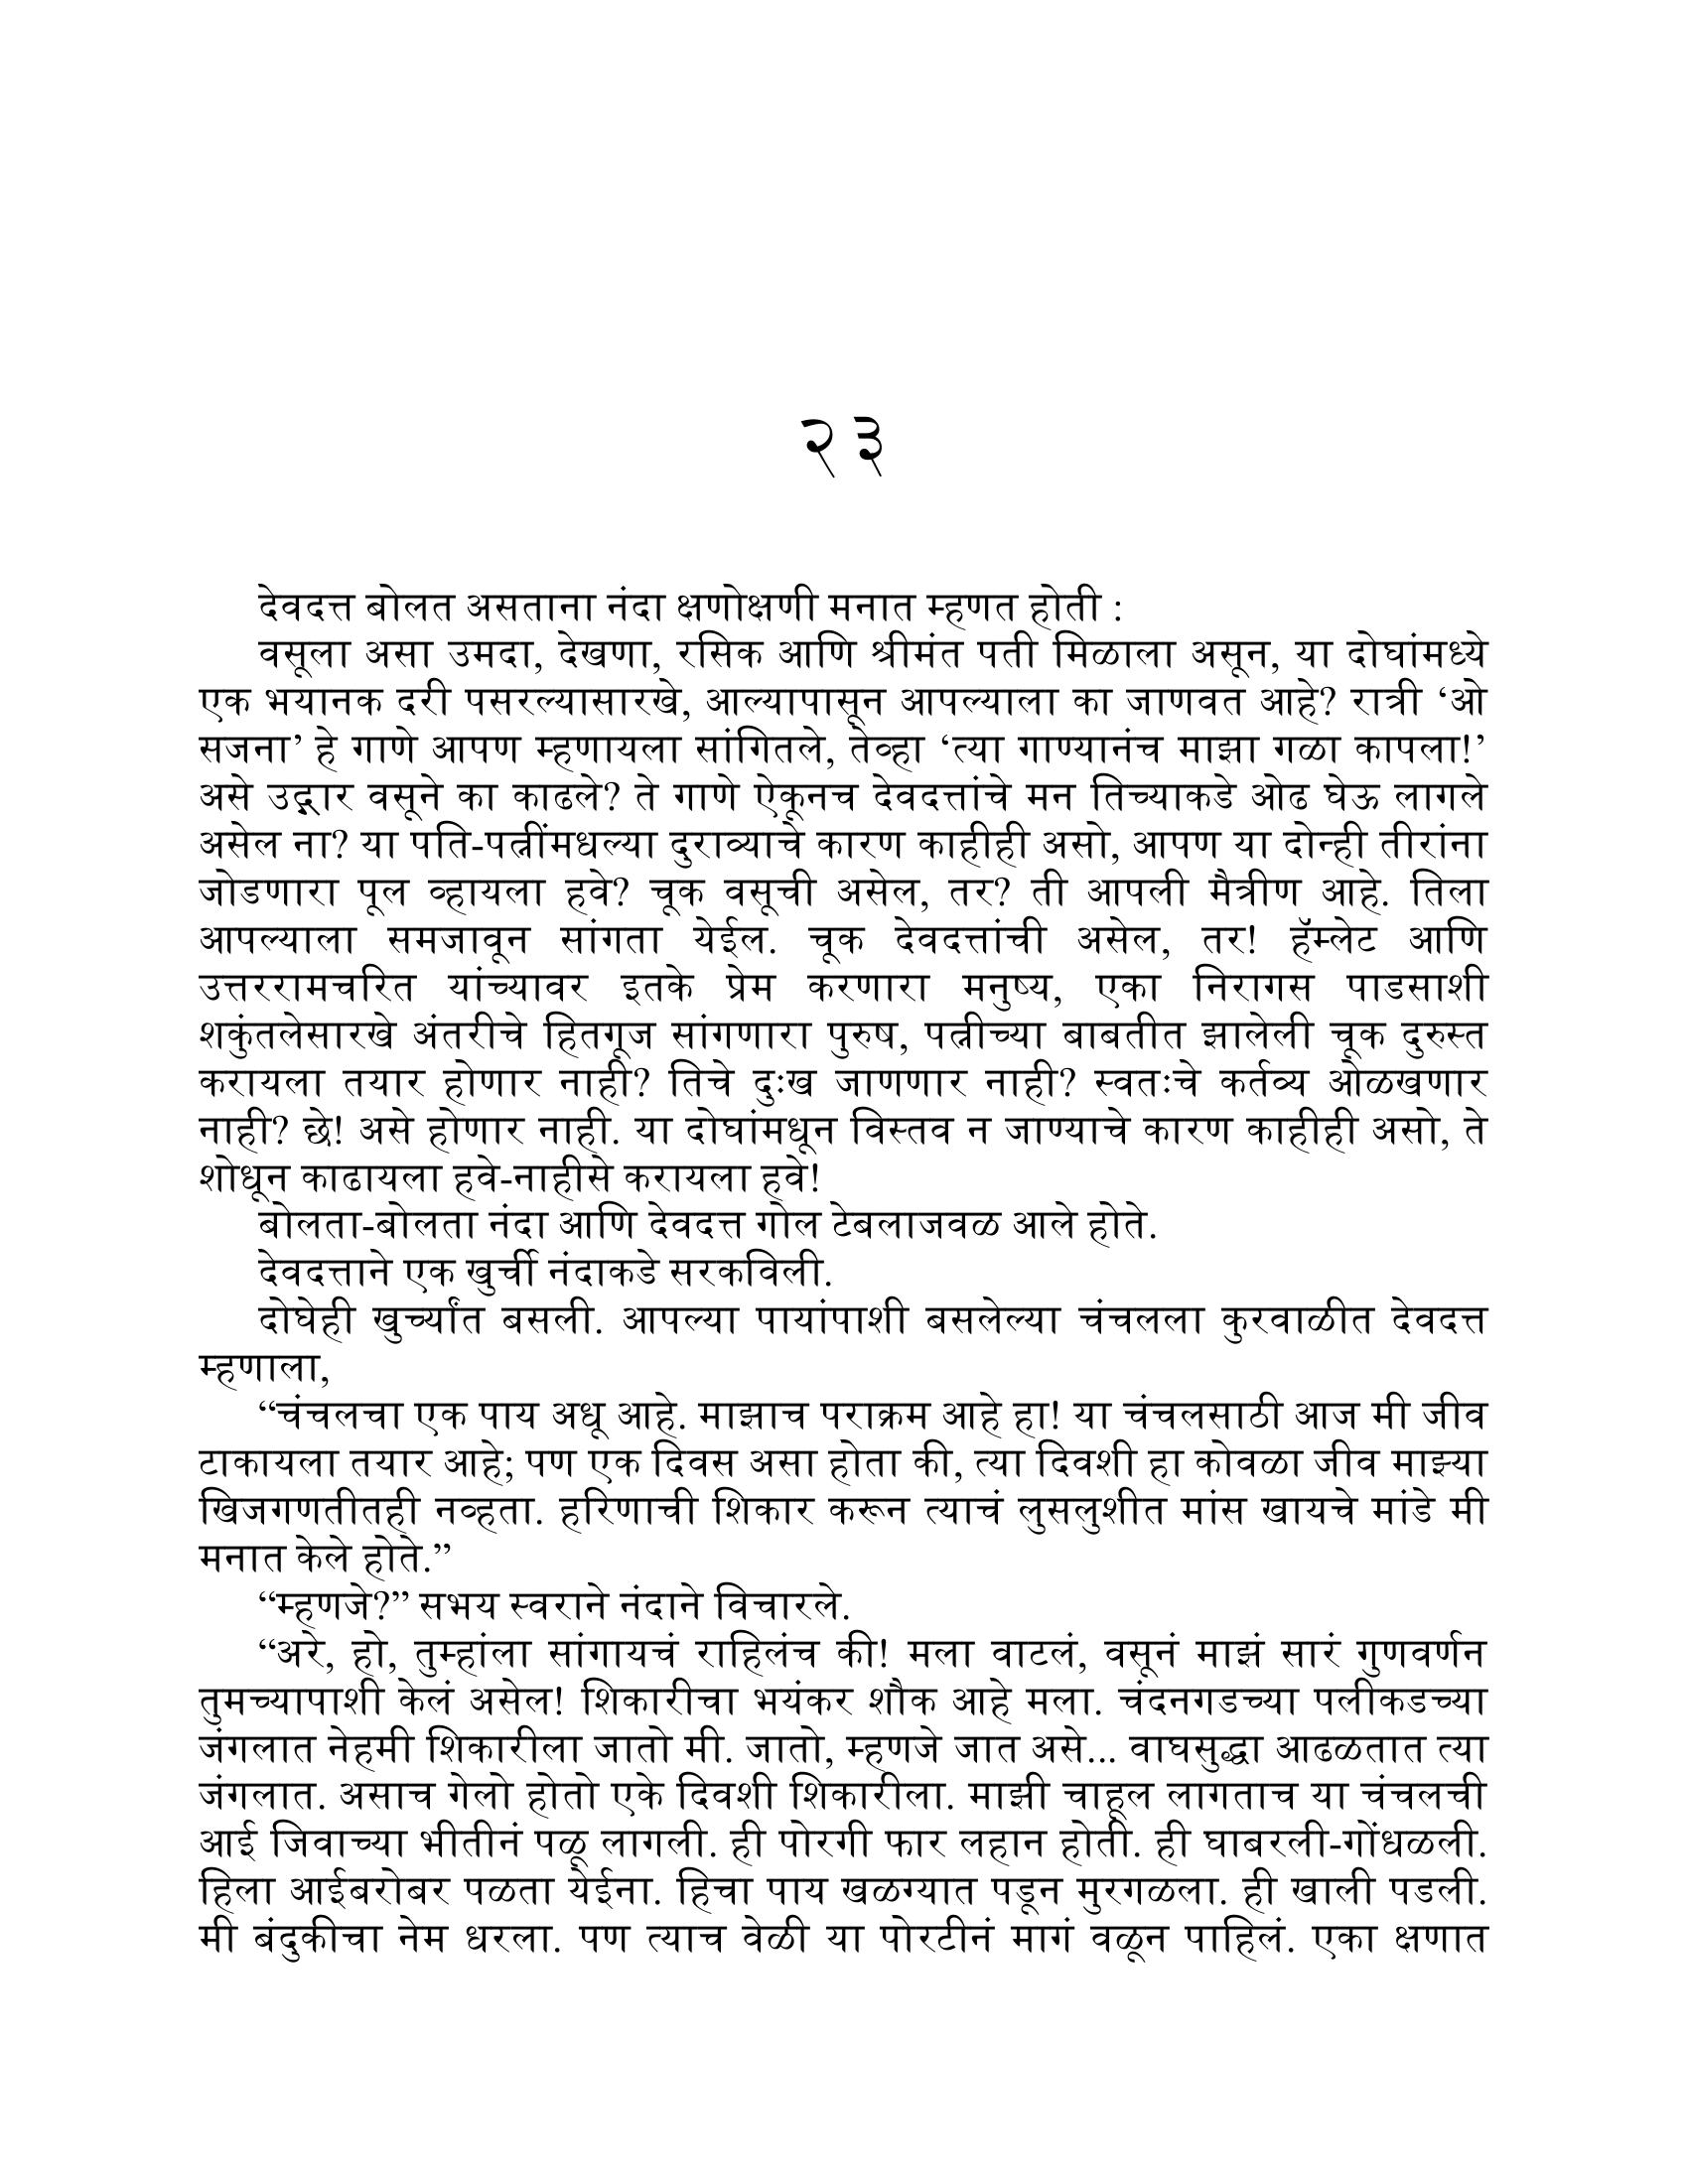 २३
देवदत्त बोलत असताना नंदा क्षणोक्षणी मनात म्हणत होती :
वसूला असा उमदा, देखणा, रसिक आणि श्रीमंत पती मिळाला असून, या दोघांमध्ये
एक भयानक दरी पसरल्यासारखे, आल्यापासून आपल्याला का जाणवत आहे? रात्री ‘ओ
सजना’ हे गाणे आपण म्हणायला सांगितले, तेव्हा ‘त्या गाण्यानंच माझा गळा कापला!’
असे उद्गार वसूने का काढले? ते गाणे ऐकूनच देवदत्तांचे मन तिच्याकडे ओढ घेऊ लागले
असेल ना? या पति-पत्नींमधल्या दुराव्याचे कारण काहीही असो, आपण या दोन्ही तीरांना
जोडणारा पूल व्हायला हवे? चूक वसूची असेल, तर? ती आपली मैत्रीण आहे. तिला
आपल्याला समजावून सांगता येईल. चूक देवदत्तांची असेल, तर! हॅम्लेट आणि
उत्तररामचरित यांच्यावर इतके प्रेम करणारा मनुष्य, एका निरागस पाडसाशी
शकुंतलेसारखे अंतरीचे हितगूज सांगणारा पुरुष, पत्नीच्या बाबतीत झालेली चूक दुरुस्त
करायला तयार होणार नाही? तिचे दुःख जाणणार नाही? स्वतःचे कर्तव्य ओळखणार
नाही? छे! असे होणार नाही. या दोघांमधून विस्तव न जाण्याचे कारण काहीही असो, ते
शोधून काढायला हवे-नाहीसे करायला हवे!
बोलता-बोलता नंदा आणि देवदत्त गोल टेबलाजवळ आले होते.
देवदत्ताने एक खुर्ची नंदाकडे सरकविली.
दोघेही खुर्च्यांत बसली. आपल्या पायांपाशी बसलेल्या चंचलला कुरवाळीत देवदत्त
म्हणाला,
“चंचलचा एक पाय अधू आहे. माझाच पराक्रम आहे हा! या चंचलसाठी आज मी जीव
टाकायला तयार आहे; पण एक दिवस असा होता की, त्या दिवशी हा कोवळा जीव माझ्या
खिजगणतीतही नव्हता. हरिणाची शिकार करून त्याचं लुसलुशीत मांस खायचे मांडे मी
मनात केले होते.”
“म्हणजे?” सभय स्वराने नंदाने विचारले.
“अरे, हो, तुम्हांला सांगायचं राहिलंच की! मला वाटलं, वसूनं माझं सारं गुणवर्णन
तुमच्यापाशी केलं असेल! शिकारीचा भयंकर शौक आहे मला. चंदनगडच्या पलीकडच्या
जंगलात नेहमी शिकारीला जातो मी. जातो, म्हणजे जात असे... वाघसुद्धा आढळतात त्या
जंगलात. असाच गेलो होतो एके दिवशी शिकारीला. माझी चाहूल लागताच या चंचलची
आई जिवाच्या भीतीनं पळू लागली. ही पोरगी फार लहान होती. ही घाबरली-गोंधळली.
हिला आईबरोबर पळता येईना. हिचा पाय खळग्यात पडून मुरगळला. ही खाली पडली.
मी बंदुकीचा नेम धरला. पण त्याच वेळी या पोरटीनं मागं वळून पाहिलं. एका क्षणात